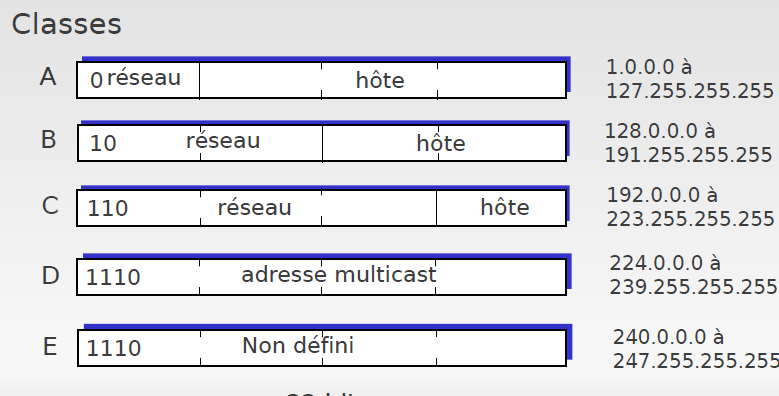 Classes
A 0 réseau hôte 1.0.0.0 à
127.255.255.255
B 10 réseau hôte 128.0.0.0 à
191.255.255.255
C 110 réseau hôte 192.0.0.0 à
223.255.255.255
D 1110 adresse multicast 224.0.0.0 à
239.255.255.255
E 1110 Non défini 240.0.0.0 à
247.255.255.255